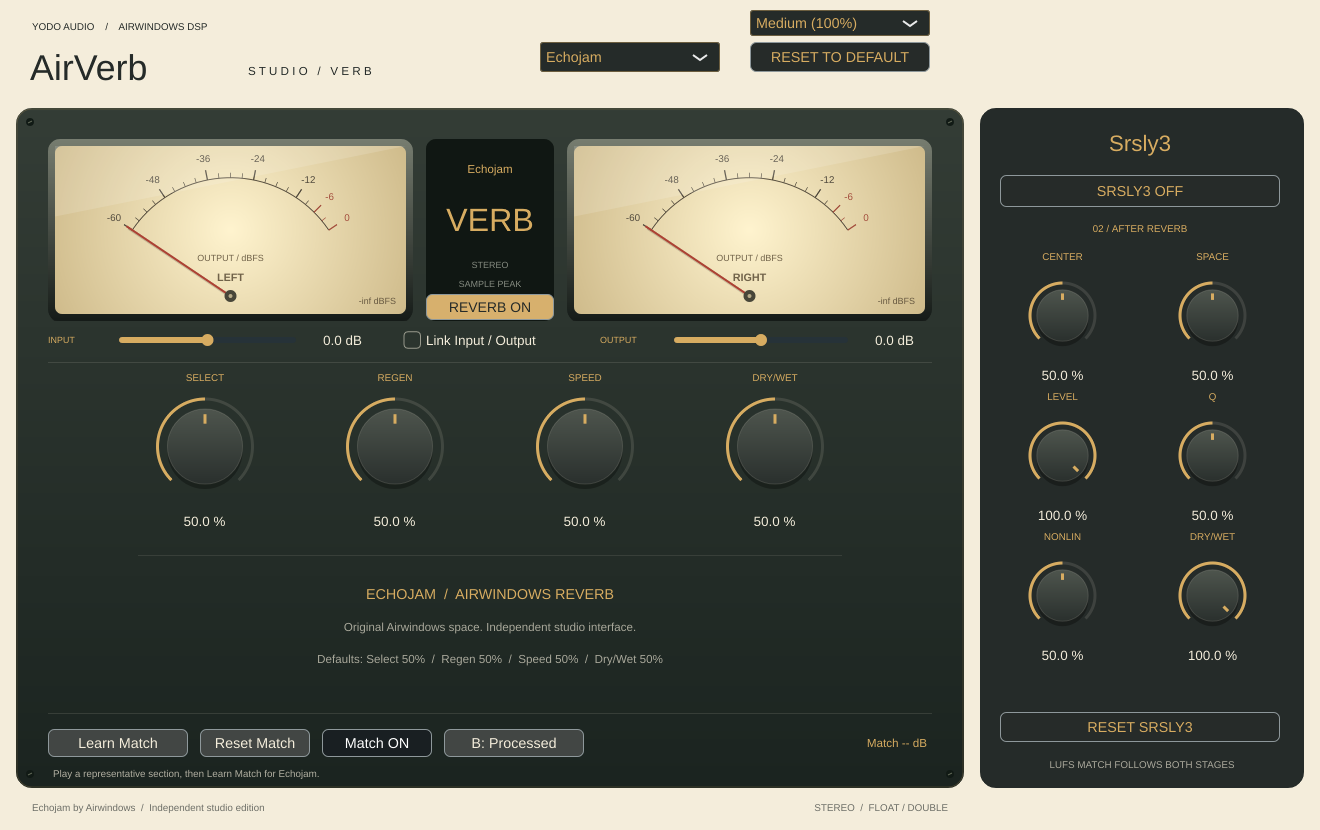 YODO AUDIO / AIRWINDOWS DSP
AirVerb
STUDIO / VERB
Echojam
Medium (100%)
RESET TO DEFAULT
-60 -48 -36 -24 -12 -6 0
OUTPUT / dBFS
LEFT
-inf dBFS
Echojam
VERB
STEREO
SAMPLE PEAK
REVERB ON
-60 -48 -36 -24 -12 -6 0
OUTPUT / dBFS
RIGHT
-inf dBFS
INPUT 0.0 dB Link Input / Output OUTPUT 0.0 dB
SELECT REGEN SPEED DRY/WET
50.0 % 50.0 % 50.0 % 50.0 %
ECHOJAM / AIRWINDOWS REVERB
Original Airwindows space. Independent studio interface.
Defaults: Select 50% / Regen 50% / Speed 50% / Dry/Wet 50%
Learn Match Reset Match Match ON B: Processed Match -- dB
Play a representative section, then Learn Match for Echojam.
Srsly3
SRSLY3 OFF
02 / AFTER REVERB
CENTER SPACE
50.0 % 50.0 %
LEVEL Q
100.0 % 50.0 %
NONLIN DRY/WET
50.0 % 100.0 %
RESET SRSLY3
LUFS MATCH FOLLOWS BOTH STAGES
Echojam by Airwindows / Independent studio edition
STEREO / FLOAT / DOUBLE